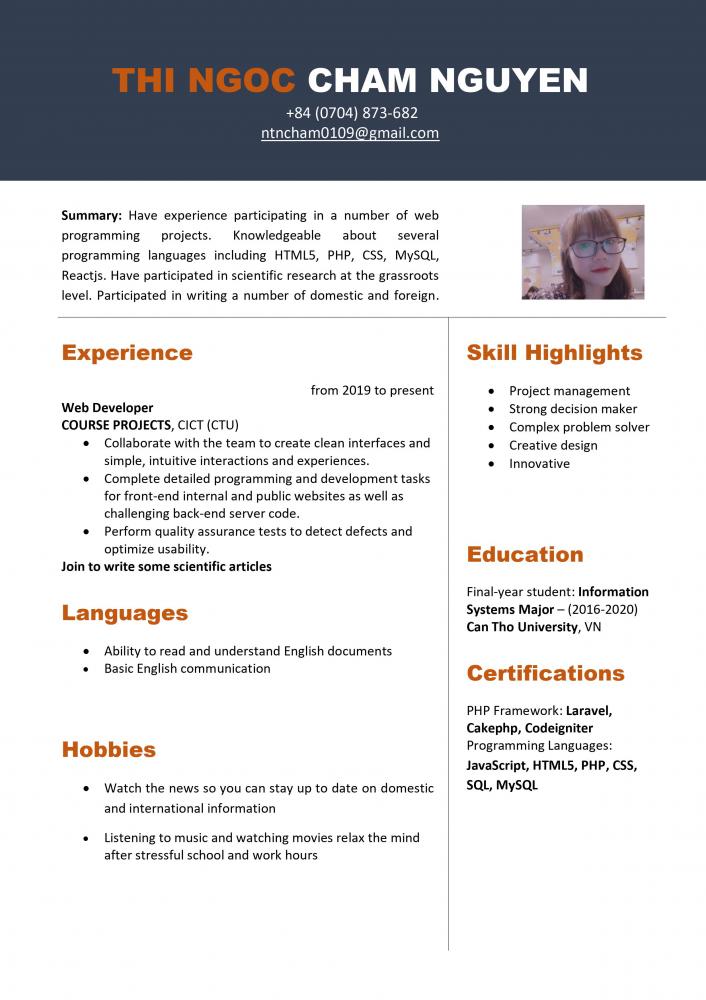 THI NGOC CHAM NGUYEN
+84 (0704) 873-682
ntncham0109@gmail.com
Summary: Have experience participating in a number of web
programming projects. Knowledgeable about several
programming languages including HTML5, PHP, CSS, MySQL,
Reactjs. Have participated in scientific research at the grassroots
level. Participated in writing a number of domestic and foreign.
Experience
from 2019 to present
Web Developer
COURSE PROJECTS, CICT (CTU)
• Collaborate with the team to create clean interfaces and
simple, intuitive interactions and experiences.
• Complete detailed programming and development tasks
for front-end internal and public websites as well as
challenging back-end server code.
• Perform quality assurance tests to detect defects and
optimize usability.
Join to write some scientific articles
Languages
• Ability to read and understand English documents
• Basic English communication
Hobbies
• Watch the news so you can stay up to date on domestic
and international information
• Listening to music and watching movies relax the mind
after stressful school and work hours
Skill Highlights
• Project management
• Strong decision maker
• Complex problem solver
• Creative design
• Innovative
Education
Final-year student: Information
Systems Major – (2016-2020)
Can Tho University, VN
Certifications
PHP Framework: Laravel,
Cakephp, Codeigniter
Programming Languages:
JavaScript, HTML5, PHP, CSS,
SQL, MySQL